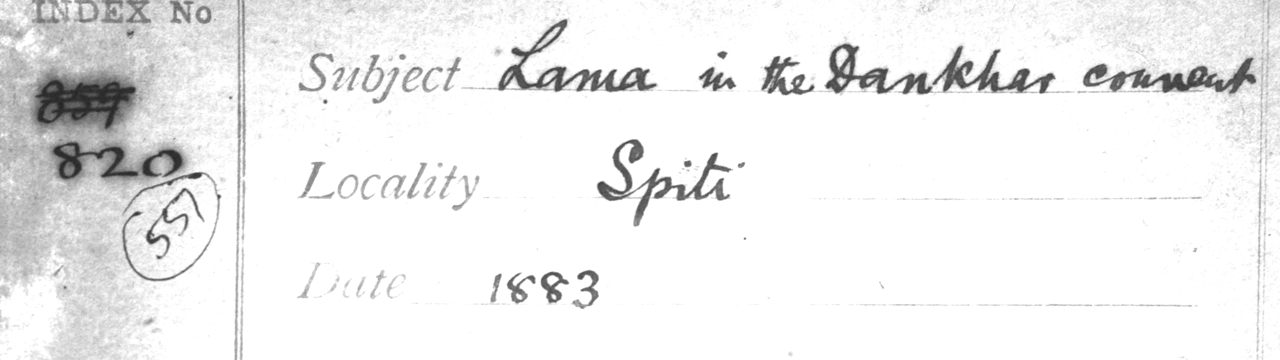 INDEX No
859
820
557
Subject Lama in the Dankhar convent
Locality Spiti
Date 1883